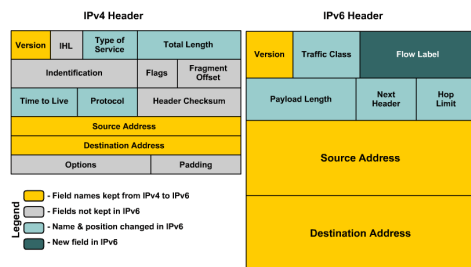 IPv4 Header
Version IHL Type of Service Total Length
Indentification Flags Fragment Offset
Time to Live Protocol Header Checksum
Source Address
Destination Address
Options Padding
Legend
- Field names kept from IPv4 to IPv6
- Fields not kept in IPv6
- Name & position changed in IPv6
- New field in IPv6
IPv6 Header
Version Traffic Class Flow Label
Payload Length Next Header Hop Limit
Source Address
Destination Address